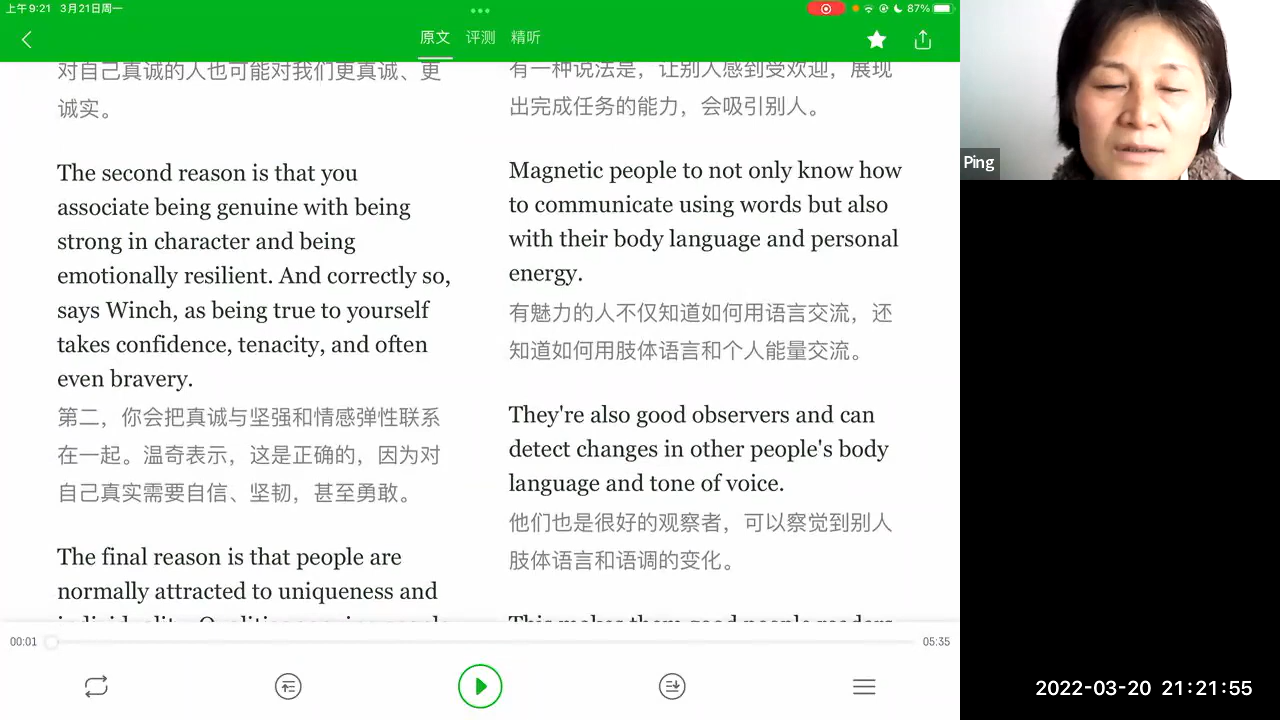 上午9:21 3月21日周一
87%
原文 评测 精听
对自己真诚的人也可能对我们更真诚、更
诚实。
The second reason is that you
associate being genuine with being
strong in character and being
emotionally resilient. And correctly so,
says Winch, as being true to yourself
takes confidence, tenacity, and often
even bravery.
第二，你会把真诚与坚强和情感弹性联系
在一起。温奇表示，这是正确的，因为对
自己真实需要自信、坚韧，甚至勇敢。
The final reason is that people are
normally attracted to uniqueness and
有一种说法是，让别人感到受欢迎，展现
出完成任务的能力，会吸引别人。
Magnetic people to not only know how
to communicate using words but also
with their body language and personal
energy.
有魅力的人不仅知道如何用语言交流，还
知道如何用肢体语言和个人能量交流。
They're also good observers and can
detect changes in other people's body
language and tone of voice.
他们也是很好的观察者，可以察觉到别人
肢体语言和语调的变化。
This makes them good people readers
00:01
05:35
Ping
2022-03-20 21:21:55